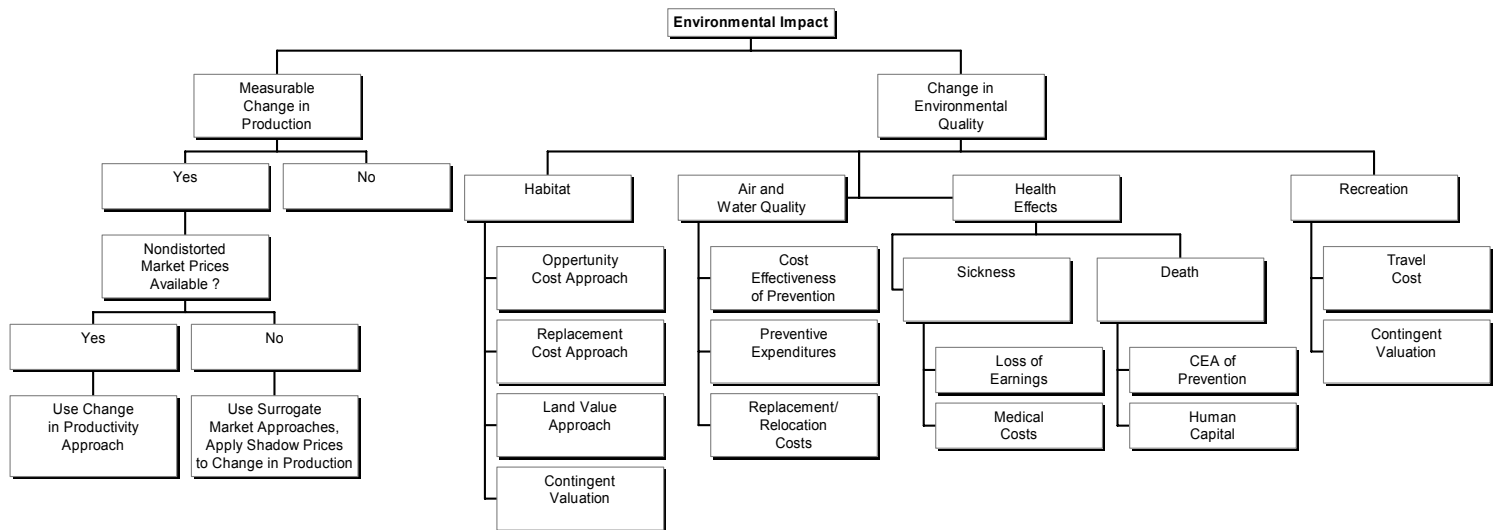 Environmental Impact
Measurable
Change in
Production
Change in
Environmental
Quality
Yes
No
Habitat
Air and
Water Quality
Health
Effects
Recreation
Nondistorted
Market Prices
Available ?
Yes
No
Use Change
in Productivity
Approach
Use Surrogate
Market Approaches,
Apply Shadow Prices
to Change in Production
Oppertunity
Cost Approach
Replacement
Cost Approach
Land Value
Approach
Contingent
Valuation
Cost
Effectiveness
of Prevention
Preventive
Expenditures
Replacement/
Relocation
Costs
Sickness
Death
Loss of
Earnings
Medical
Costs
CEA of
Prevention
Human
Capital
Travel
Cost
Contingent
Valuation